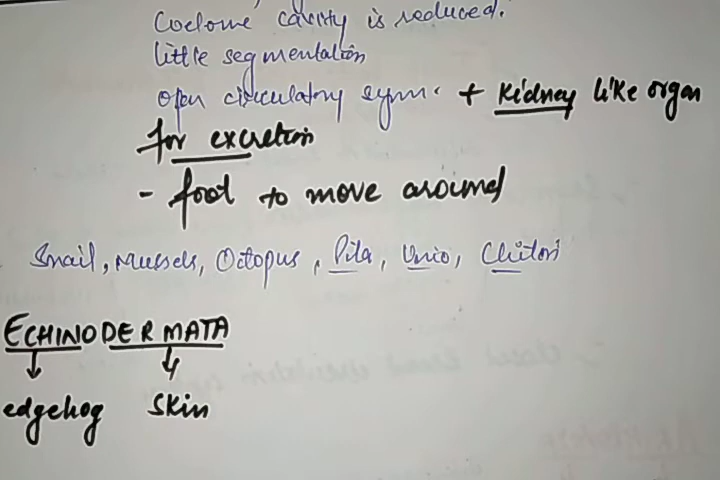 Coelome cavity is reduced.
little segmentation
open circulatory sysm. + Kidney like organ
for excretion
- foot to move around
Snail, Mussels, Octopus, Pila, Unio, Chiton
ECHINODERMATA
edgehog skin